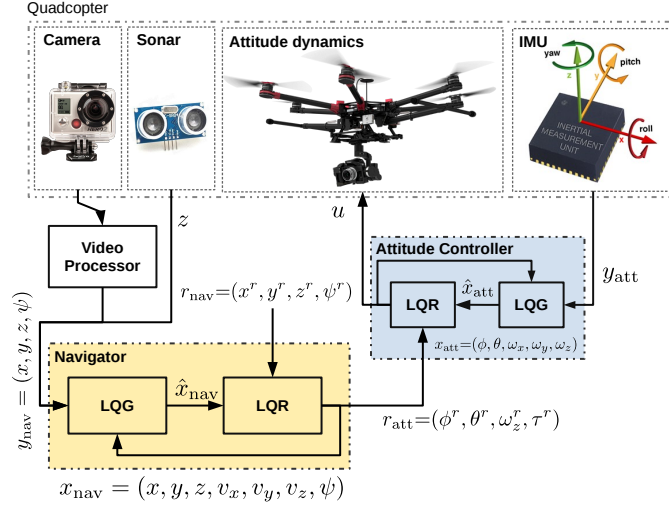 Quadcopter
Camera
Sonar
Attitude dynamics
IMU
yaw
z
y
pitch
roll
x
INERTIAL
MEASUREMENT
UNIT
z
u
y_att
Video
Processor
Attitude Controller
LQR
x̂_att
LQG
x_att=(ϕ, θ, ω_x, ω_y, ω_z)
r_nav=(x^r, y^r, z^r, ψ^r)
y_nav = (x, y, z, ψ)
Navigator
LQG
x̂_nav
LQR
r_att=(ϕ^r, θ^r, ω_z^r, τ^r)
x_nav = (x, y, z, v_x, v_y, v_z, ψ)